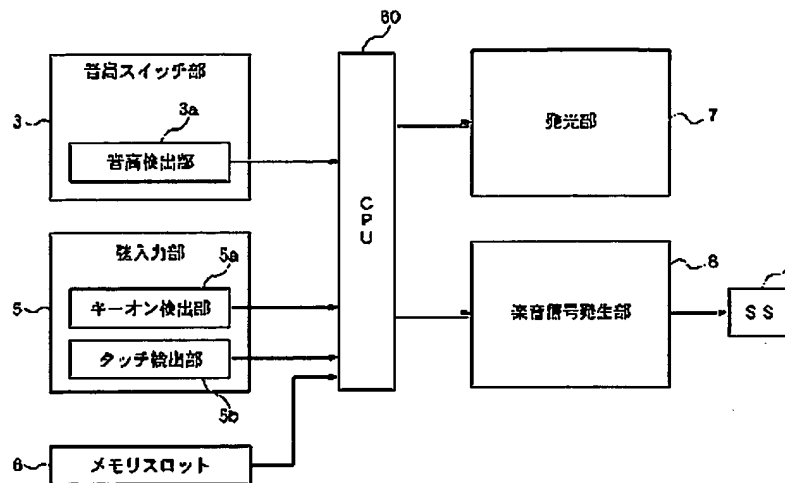 60
音高スイッチ部
3
3a
音高検出部
発光部
7
CPU
弦入力部
5
5a
キーオン検出部
タッチ検出部
5b
楽音信号発生部
8
SS
6
メモリスロット